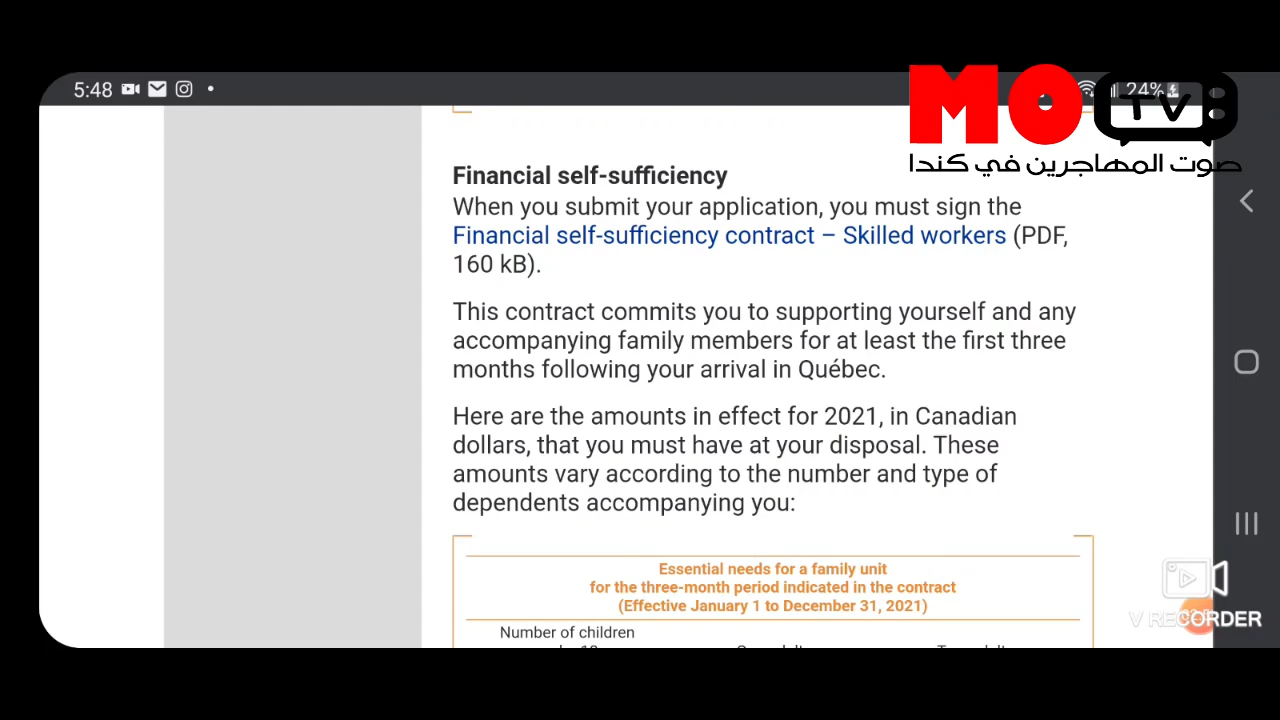 5:48
24%
MO TV
صوت المهاجرين في كندا
Financial self-sufficiency
When you submit your application, you must sign the
Financial self-sufficiency contract – Skilled workers (PDF,
160 kB).
This contract commits you to supporting yourself and any
accompanying family members for at least the first three
months following your arrival in Québec.
Here are the amounts in effect for 2021, in Canadian
dollars, that you must have at your disposal. These
amounts vary according to the number and type of
dependents accompanying you:
Essential needs for a family unit
for the three-month period indicated in the contract
(Effective January 1 to December 31, 2021)
Number of children
V RECORDER